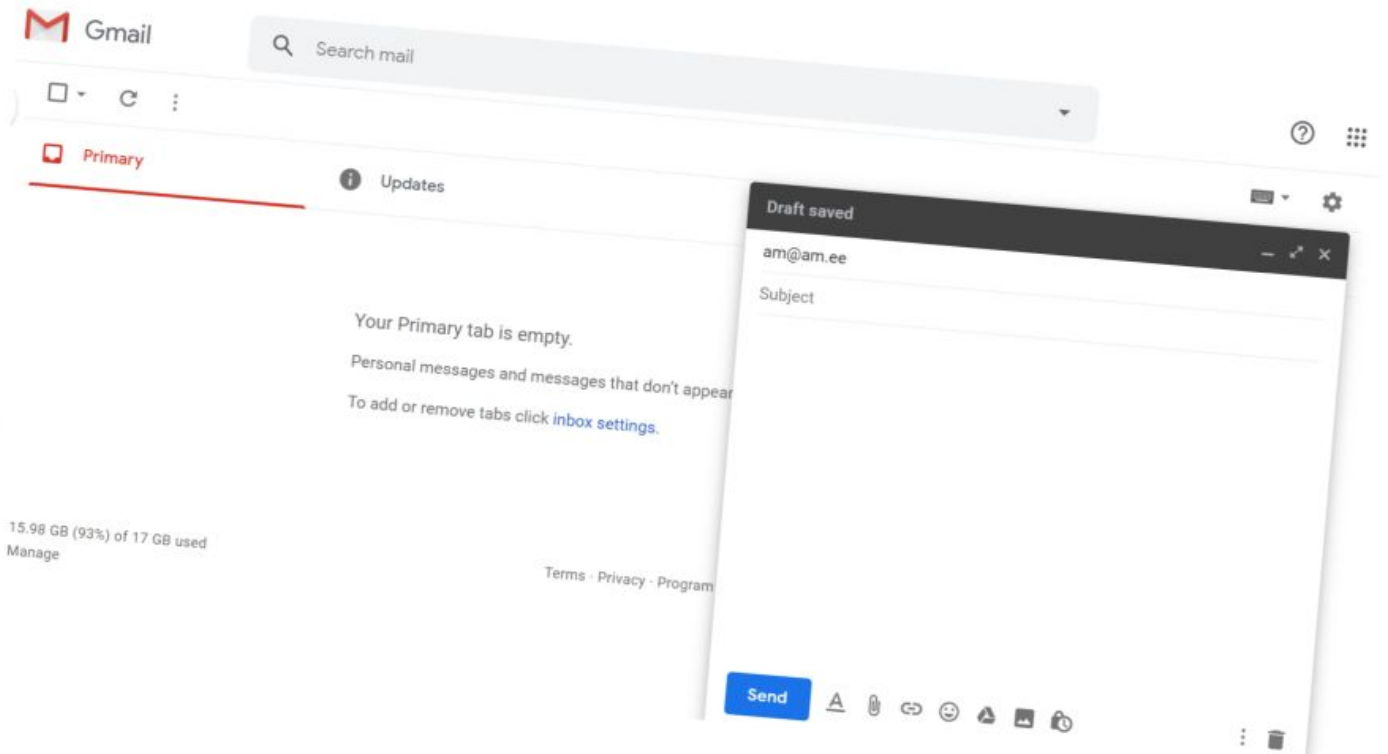 Gmail
Search mail
Primary
Updates
Draft saved
am@am.ee
Subject
Your Primary tab is empty.
Personal messages and messages that don't appear
To add or remove tabs click inbox settings.
15.98 GB (93%) of 17 GB used
Manage
Terms · Privacy · Program
Send